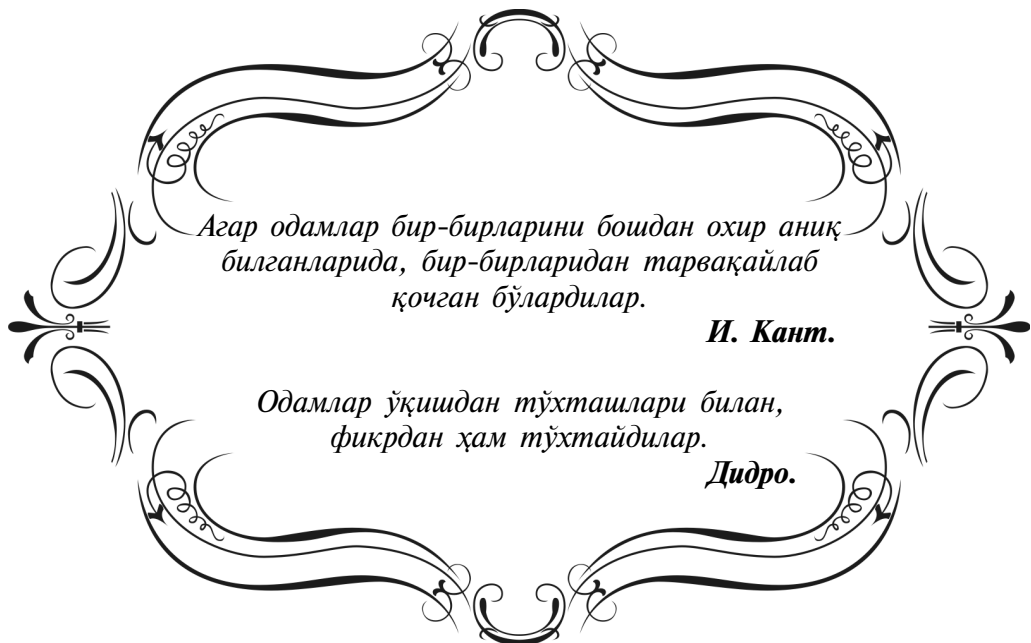 Агар одамлар бир-бирларини бошдан охир аниқ
билганларида, бир-бирларидан тарвақайлаб
қочган бўлардилар.
И. Кант.
Одамлар ўқишдан тўхташлари билан,
фикрдан ҳам тўхтайдилар.
Дидро.